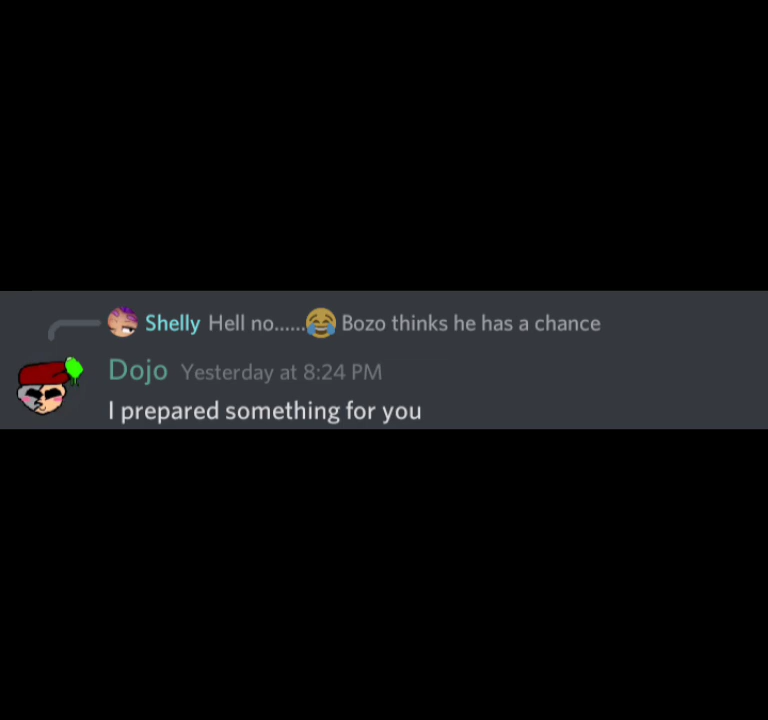 Shelly Hell no......😂 Bozo thinks he has a chance
Dojo Yesterday at 8:24 PM
I prepared something for you